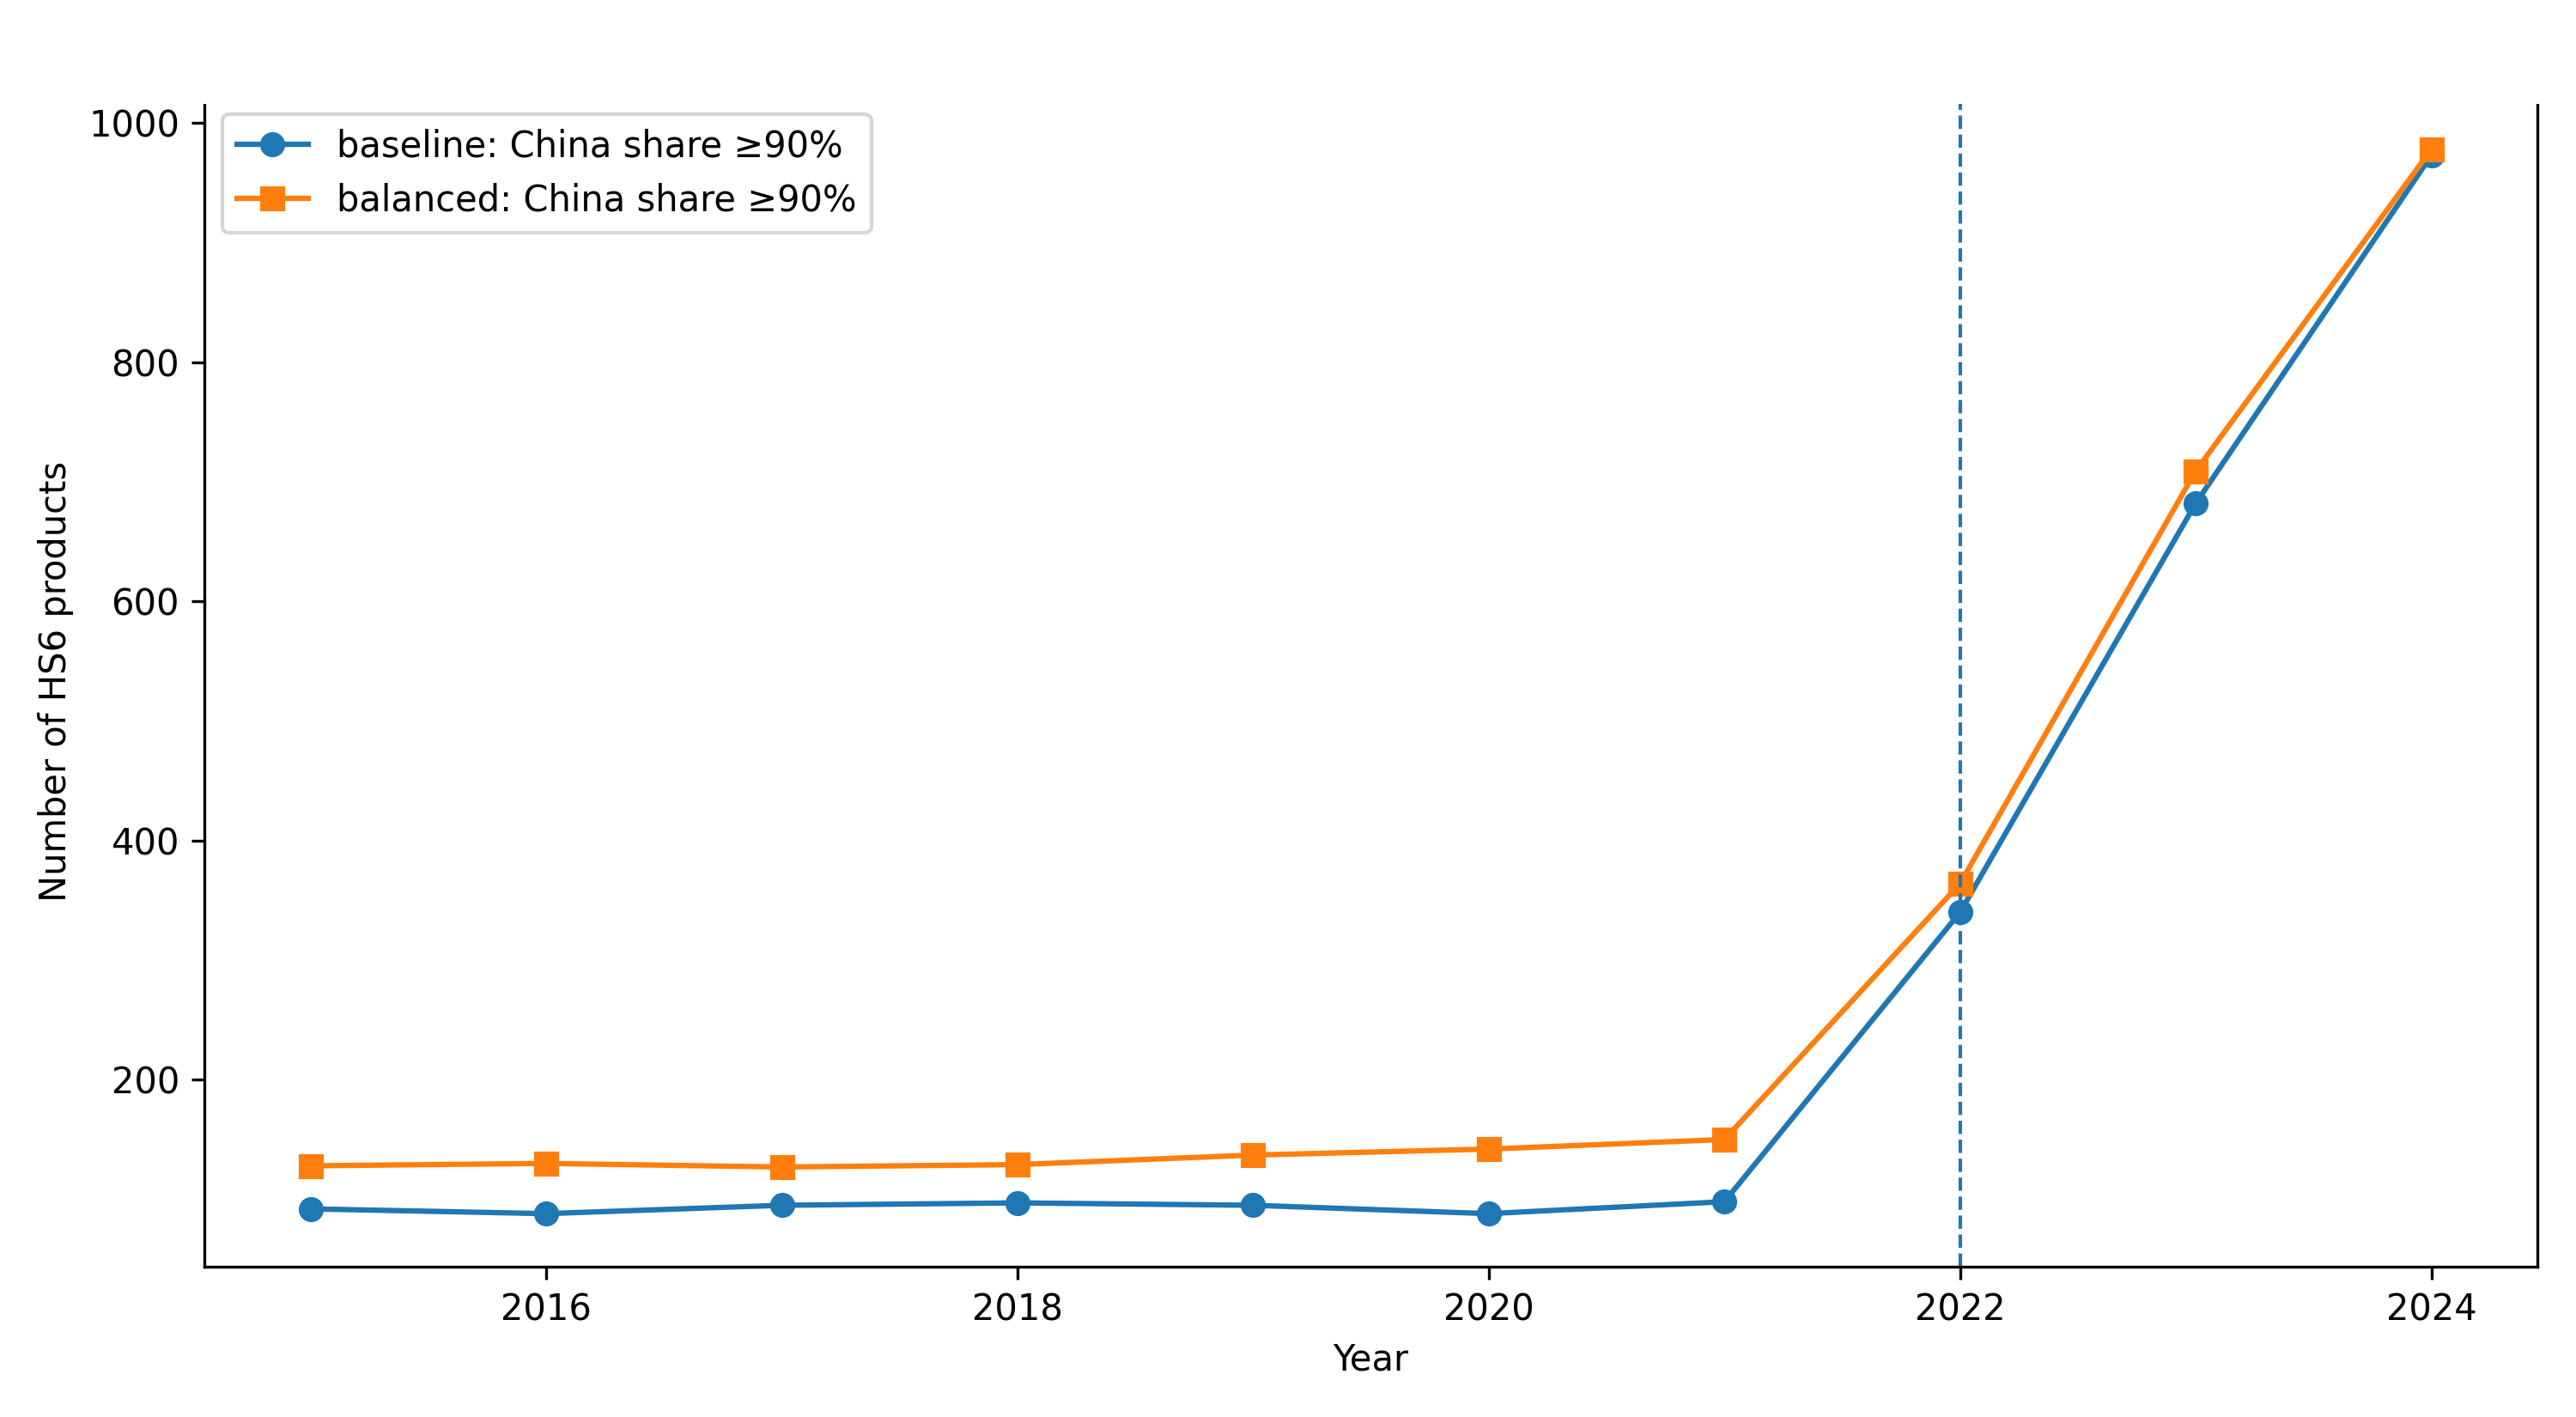 baseline: China share ≥90%
balanced: China share ≥90%
1000
800
600
400
200
Number of HS6 products
2016 2018 2020 2022 2024
Year